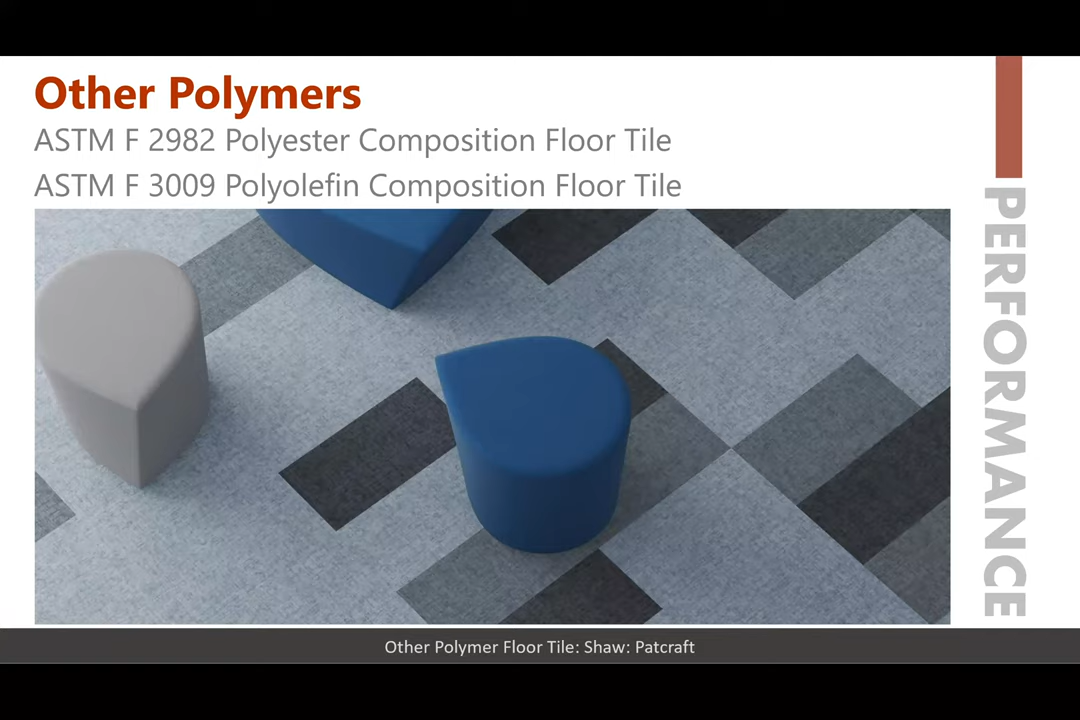 Other Polymers
ASTM F 2982 Polyester Composition Floor Tile
ASTM F 3009 Polyolefin Composition Floor Tile
PERFORMANCE
Other Polymer Floor Tile: Shaw: Patcraft